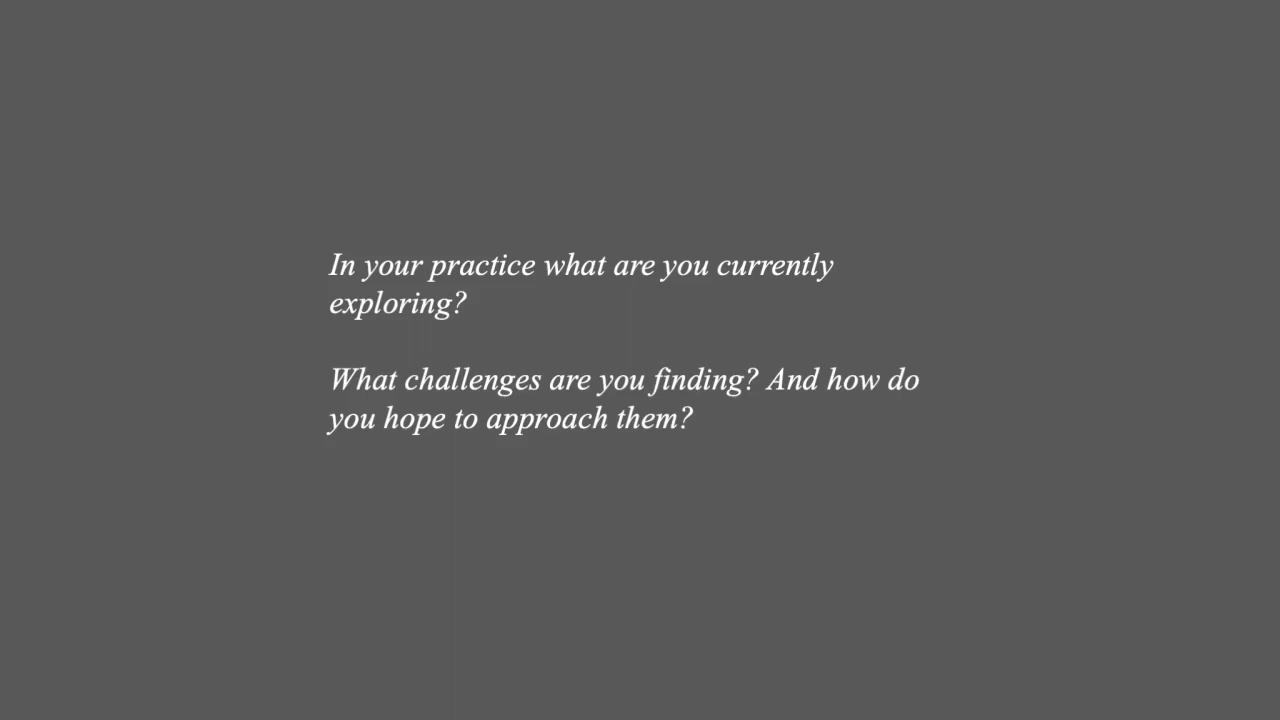 In your practice what are you currently
exploring?
What challenges are you finding? And how do
you hope to approach them?